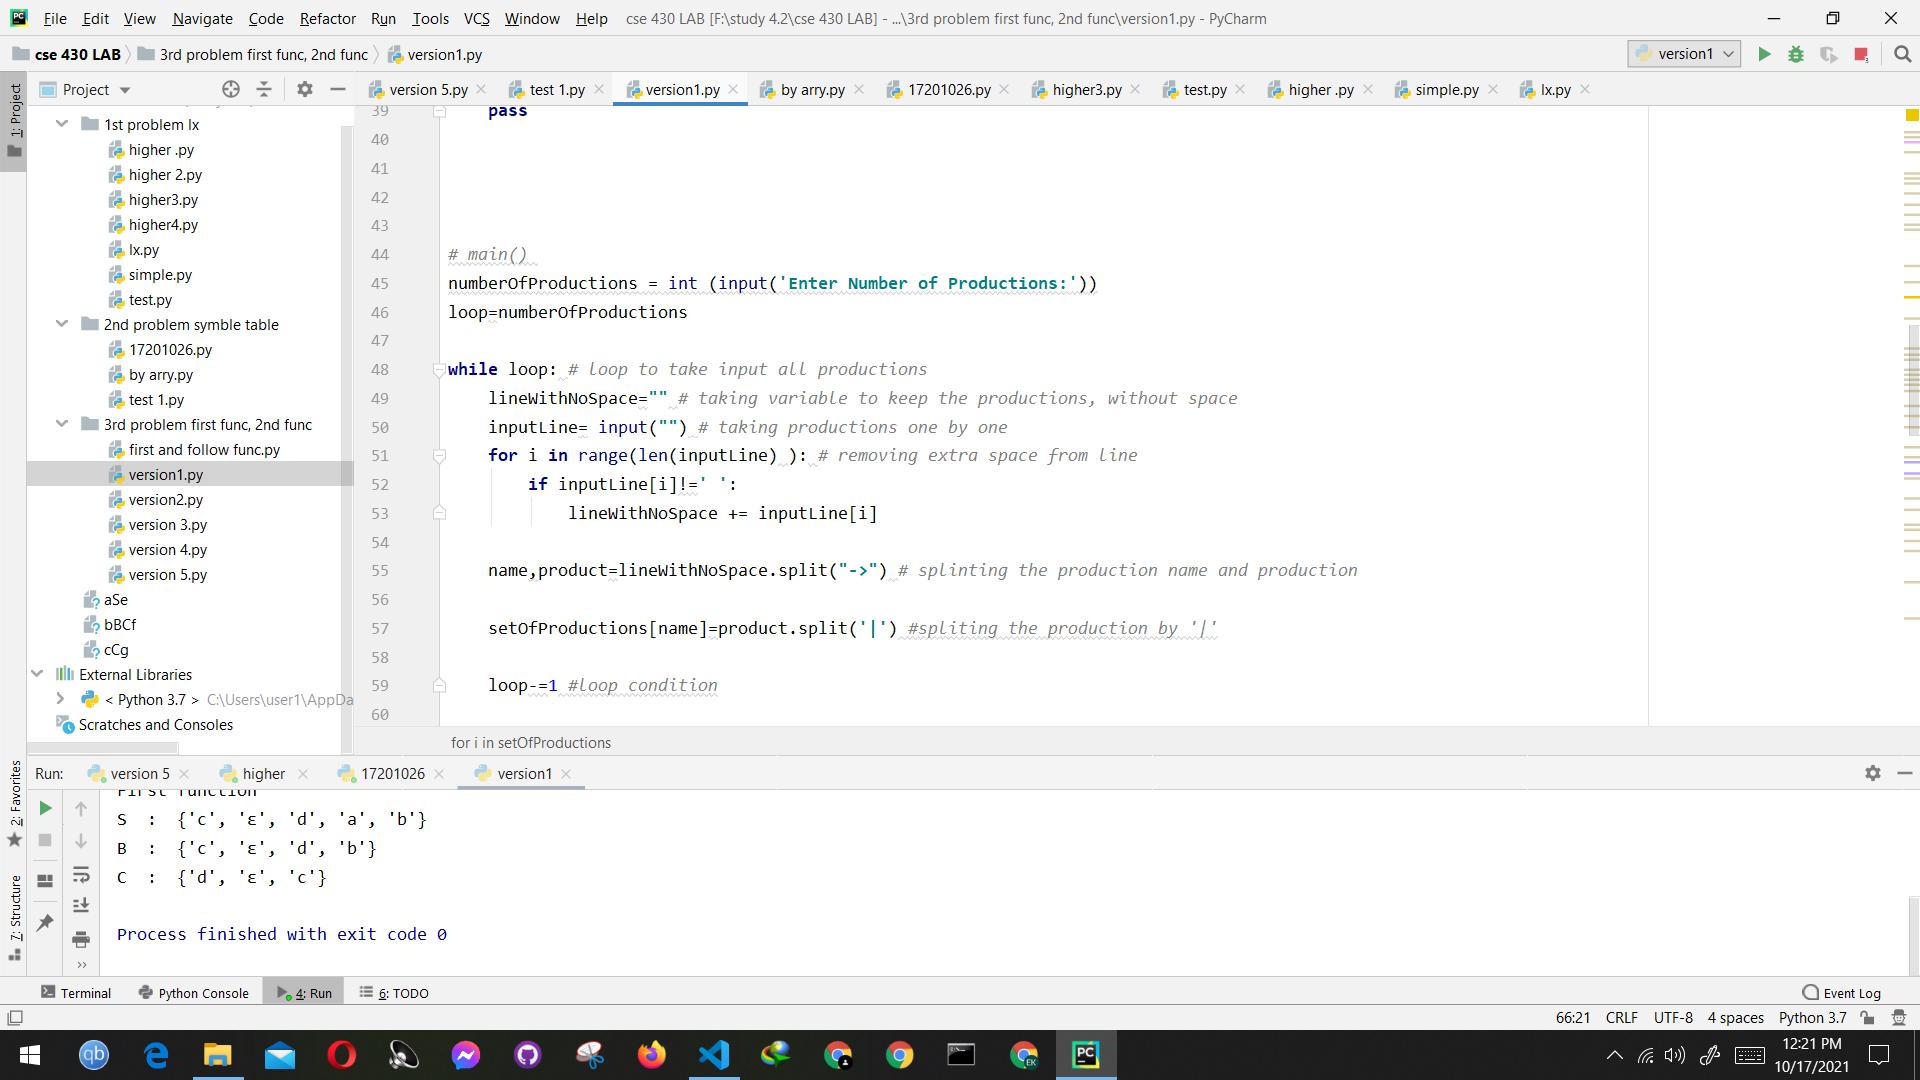 File Edit View Navigate Code Refactor Run Tools VCS Window Help cse 430 LAB [F:\study 4.2\cse 430 LAB] - ...\3rd problem first func, 2nd func\version1.py - PyCharm
cse 430 LAB 3rd problem first func, 2nd func version1.py version1
1: Project
Project
version 5.py test 1.py version1.py by arry.py 17201026.py higher3.py test.py higher .py simple.py lx.py
1st problem lx
higher .py
higher 2.py
higher3.py
higher4.py
lx.py
simple.py
test.py
2nd problem symble table
17201026.py
by arry.py
test 1.py
3rd problem first func, 2nd func
first and follow func.py
version1.py
version2.py
version 3.py
version 4.py
version 5.py
aSe
bBCf
cCg
External Libraries
< Python 3.7 > C:\Users\user1\AppDa
Scratches and Consoles
39 pass
40
41
42
43
44 # main()
45 numberOfProductions = int (input('Enter Number of Productions:'))
46 loop=numberOfProductions
47
48 while loop: # loop to take input all productions
49 lineWithNoSpace="" # taking variable to keep the productions, without space
50 inputLine= input("") # taking productions one by one
51 for i in range(len(inputLine) ): # removing extra space from line
52 if inputLine[i]!=' ':
53 lineWithNoSpace += inputLine[i]
54
55 name,product=lineWithNoSpace.split("->") # splinting the production name and production
56
57 setOfProductions[name]=product.split('|') #spliting the production by '|'
58
59 loop-=1 #loop condition
60
for i in setOfProductions
2: Favorites
7: Structure
Run: version 5 higher 17201026 version1
First function
S : {'c', 'ε', 'd', 'a', 'b'}
B : {'c', 'ε', 'd', 'b'}
C : {'d', 'ε', 'c'}
Process finished with exit code 0
Terminal Python Console 4: Run 6: TODO Event Log
66:21 CRLF UTF-8 4 spaces Python 3.7
12:21 PM
10/17/2021